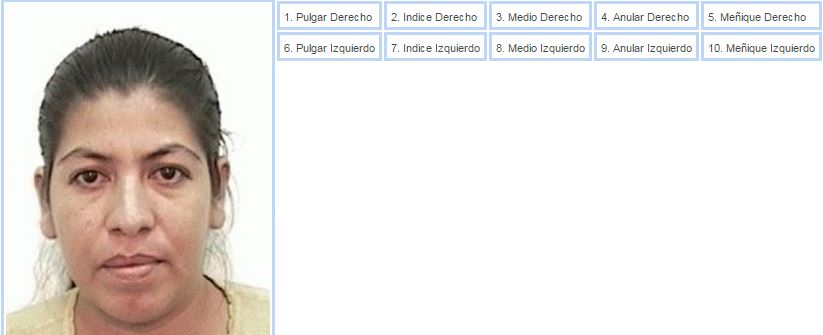 1. Pulgar Derecho 2. Indice Derecho 3. Medio Derecho 4. Anular Derecho 5. Meñique Derecho
6. Pulgar Izquierdo 7. Indice Izquierdo 8. Medio Izquierdo 9. Anular Izquierdo 10. Meñique Izquierdo